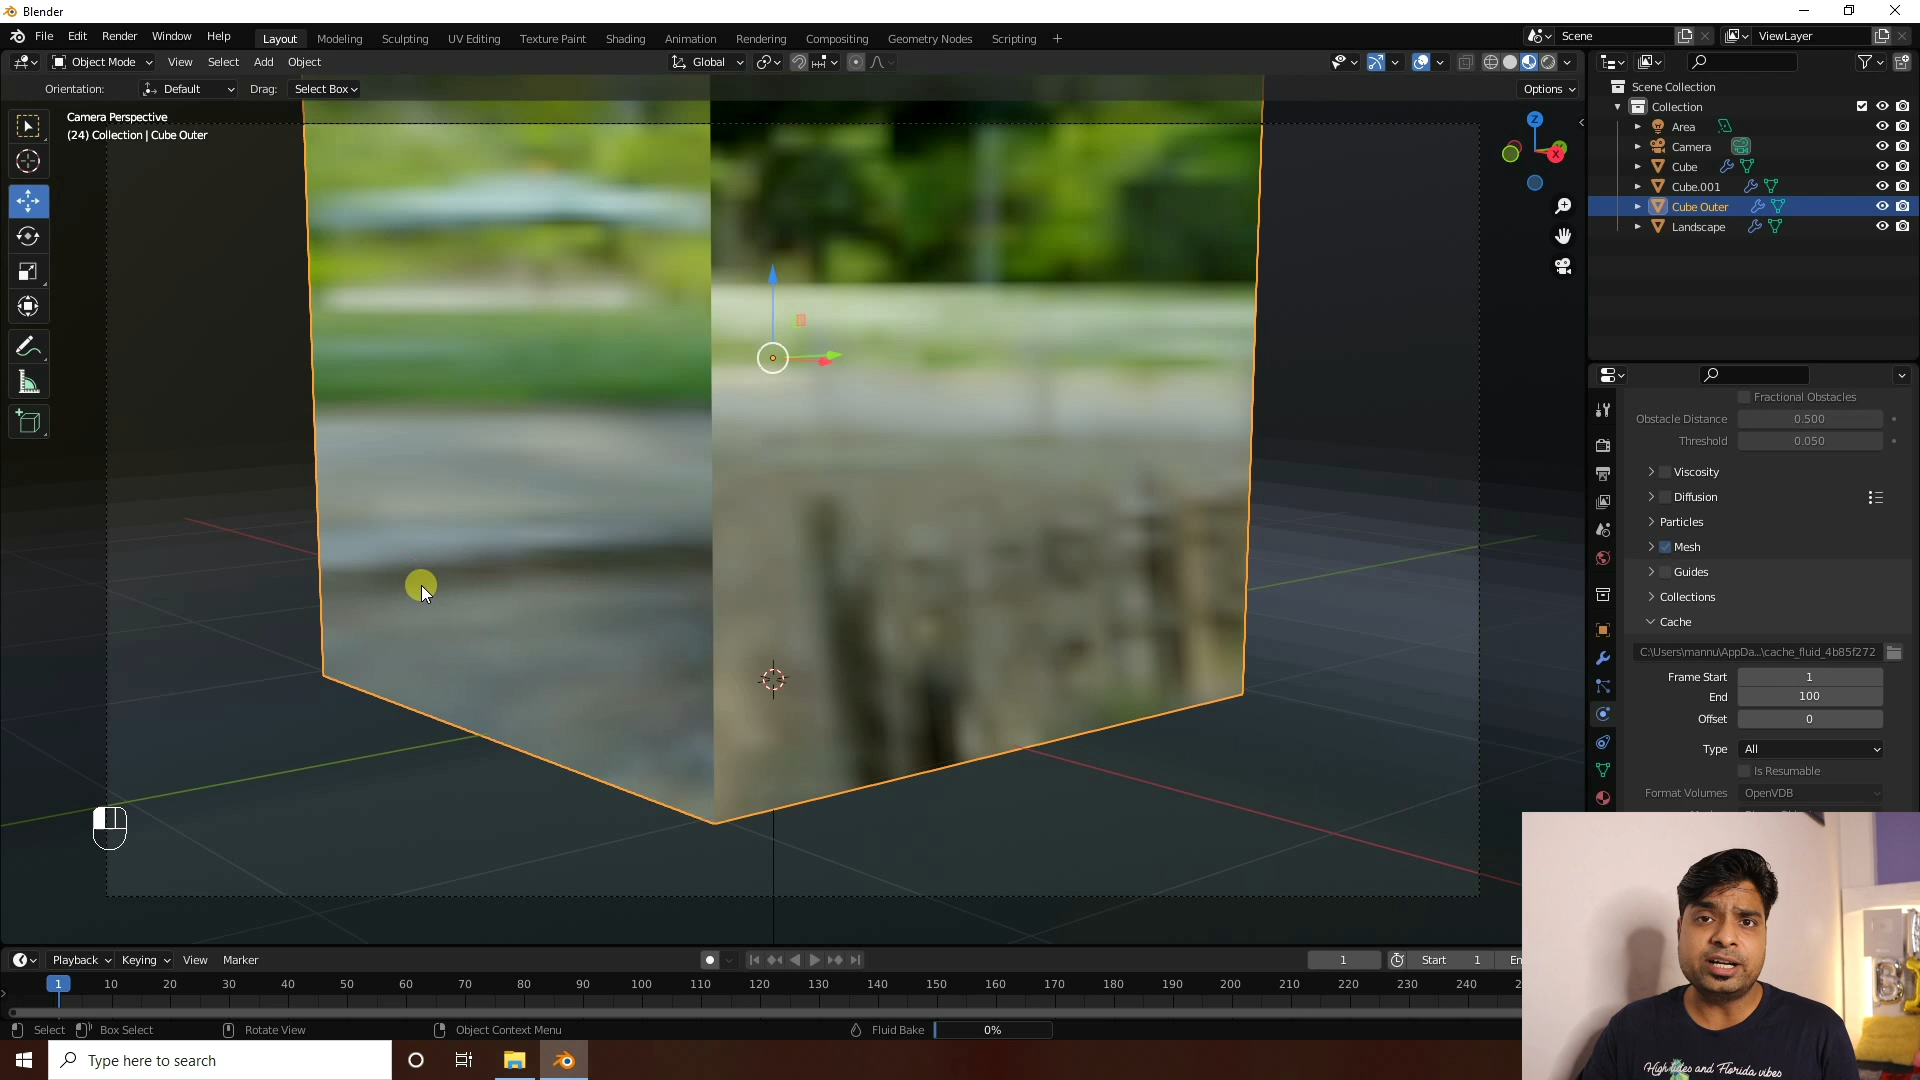 Blender
File Edit Render Window Help
Layout Modeling Sculpting UV Editing Texture Paint Shading Animation Rendering Compositing Geometry Nodes Scripting +
Scene
ViewLayer
Object Mode View Select Add Object
Global
Orientation: Default Drag: Select Box
Options
Camera Perspective
(24) Collection | Cube Outer
Z
X
Scene Collection
Collection
Area
Camera
Cube
Cube.001
Cube Outer
Landscape
Fractional Obstacles
Obstacle Distance 0.500
Threshold 0.050
Viscosity
Diffusion
Particles
Mesh
Guides
Collections
Cache
C:\Users\mannu\AppDa...\cache_fluid_4b85f272
Frame Start 1
End 100
Offset 0
Type All
Is Resumable
Format Volumes OpenVDB
Playback Keying View Marker
1 Start 1 En
1 10 20 30 40 50 60 70 80 90 100 110 120 130 140 150 160 170 180 190 200 210 220 230 240 2
Select Box Select Rotate View Object Context Menu Fluid Bake 0%
Type here to search
High tides and Florida vibes